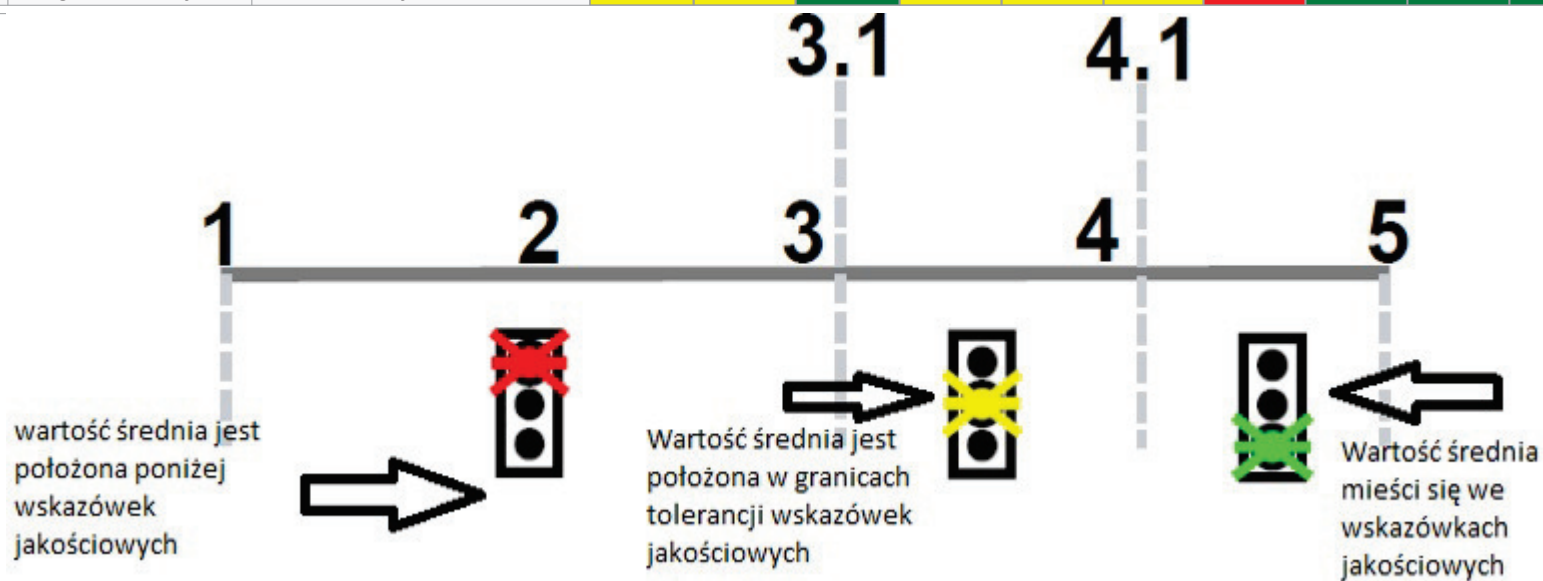 3.1 4.1
1 2 3 4 5
wartość średnia jest
położona poniżej
wskazówek
jakościowych
Wartość średnia jest
położona w granicach
tolerancji wskazówek
jakościowych
Wartość średnia
mieści się we
wskazówkach
jakościowych